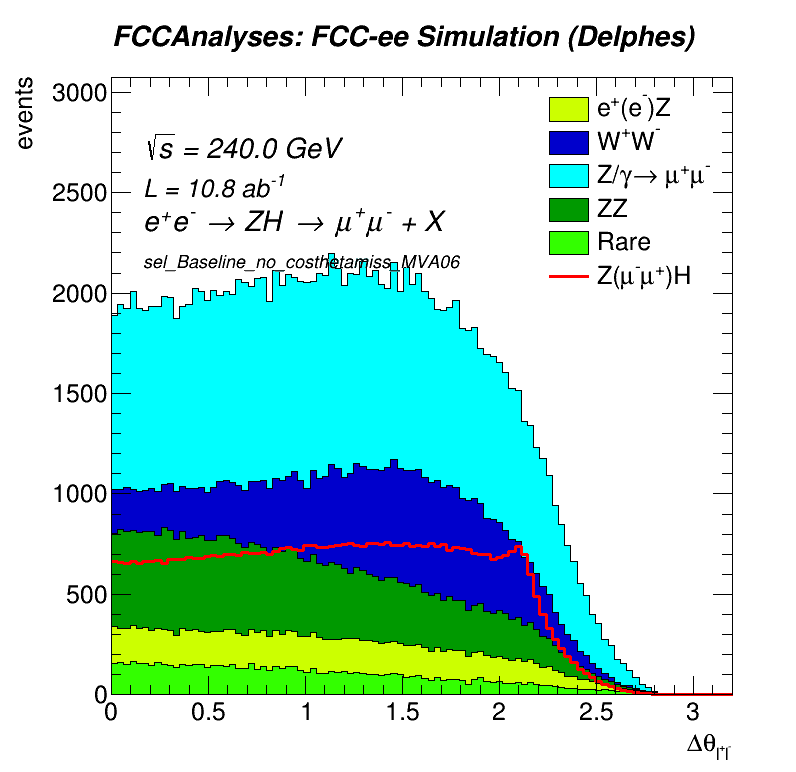 FCCAnalyses: FCC-ee Simulation (Delphes)
events
3000
2500
2000
1500
1000
500
0
√s = 240.0 GeV
L = 10.8 ab⁻¹
e⁺e⁻ → ZH → μ⁺μ⁻ + X
sel_Baseline_no_costhetamiss_MVA06
e⁺(e⁻)Z
W⁺W⁻
Z/γ→ μ⁺μ⁻
ZZ
Rare
Z(μ⁻μ⁺)H
0 0.5 1 1.5 2 2.5 3
Δθ_l⁺l⁻